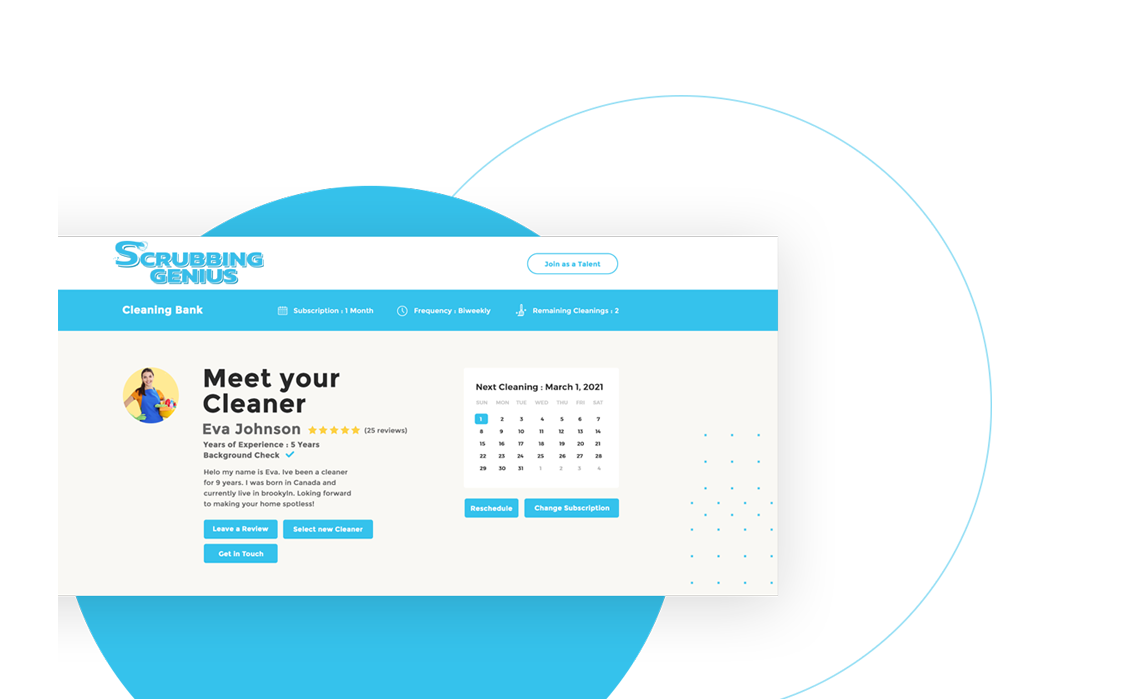 SCRUBBING
GENIUS
Join as a Talent
Cleaning Bank
Subscription : 1 Month
Frequency : Biweekly
Remaining Cleanings : 2
Meet your
Cleaner
Eva Johnson
(25 reviews)
Years of Experience : 5 Years
Background Check
Helo my name is Eva. Ive been a cleaner
for 9 years. I was born in Canada and
currently live in brookyln. Loking forward
to making your home spotless!
Leave a Review
Select new Cleaner
Get In Touch
Next Cleaning : March 1, 2021
SUN MON TUE WED THU FRI SAT
1 2 3 4 5 6 7
8 9 10 11 12 13 14
15 16 17 18 19 20 21
22 23 24 25 26 27 28
29 30 31 1 2 3 4
Reschedule
Change Subscription